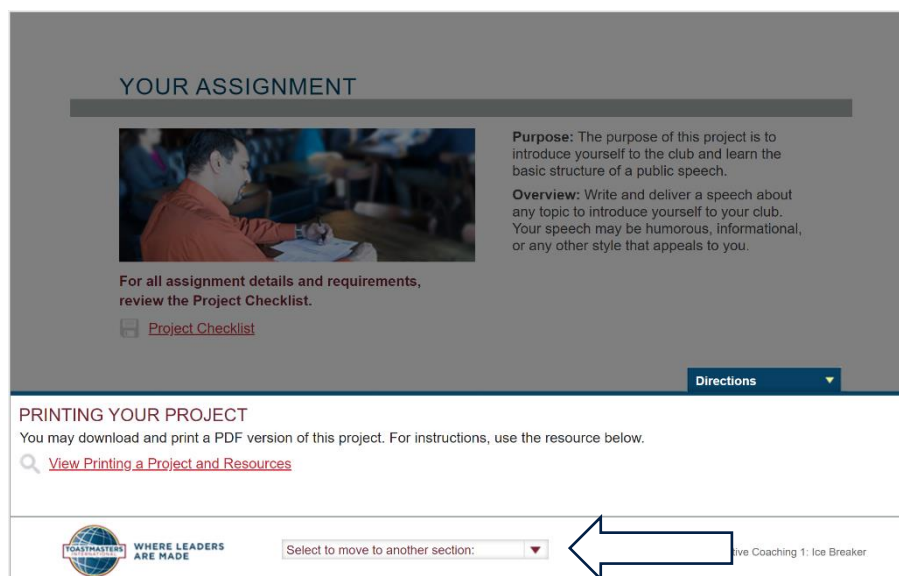 YOUR ASSIGNMENT
Purpose: The purpose of this project is to
introduce yourself to the club and learn the
basic structure of a public speech.
Overview: Write and deliver a speech about
any topic to introduce yourself to your club.
Your speech may be humorous, informational,
or any other style that appeals to you.
For all assignment details and requirements,
review the Project Checklist.
Project Checklist
Directions
PRINTING YOUR PROJECT
You may download and print a PDF version of this project. For instructions, use the resource below.
View Printing a Project and Resources
TOASTMASTERS
INTERNATIONAL
WHERE LEADERS
ARE MADE
Select to move to another section:
Coaching 1: Ice Breaker